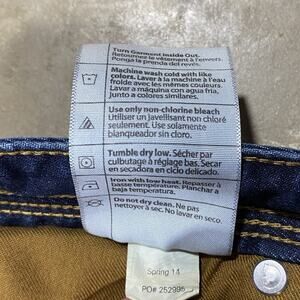 Turn Garment Inside Out.
Retournez le vêtement à l'envers.
Ponga la prenda del revés.
Machine wash cold with like
colors. Laver à la machine à l'eau
froide avec les mêmes couleurs.
Lavar a máquina con agua fria,
junto a colores similares.
Use only non-chlorine bleach
Utiliser un javellisant non chloré
seulement. Use solamente
blanqueador sin cloro.
Tumble dry low. Sécher par
culbutage à réglage bas. Secar en
secadora en ciclo delicado.
Iron with low heat. Repasser à
basse température. Planchar a
baja temperatura.
Do not dry clean. Ne pas
nettoyer à sec. No lavar en seco.
Spring 14
PO# 252995